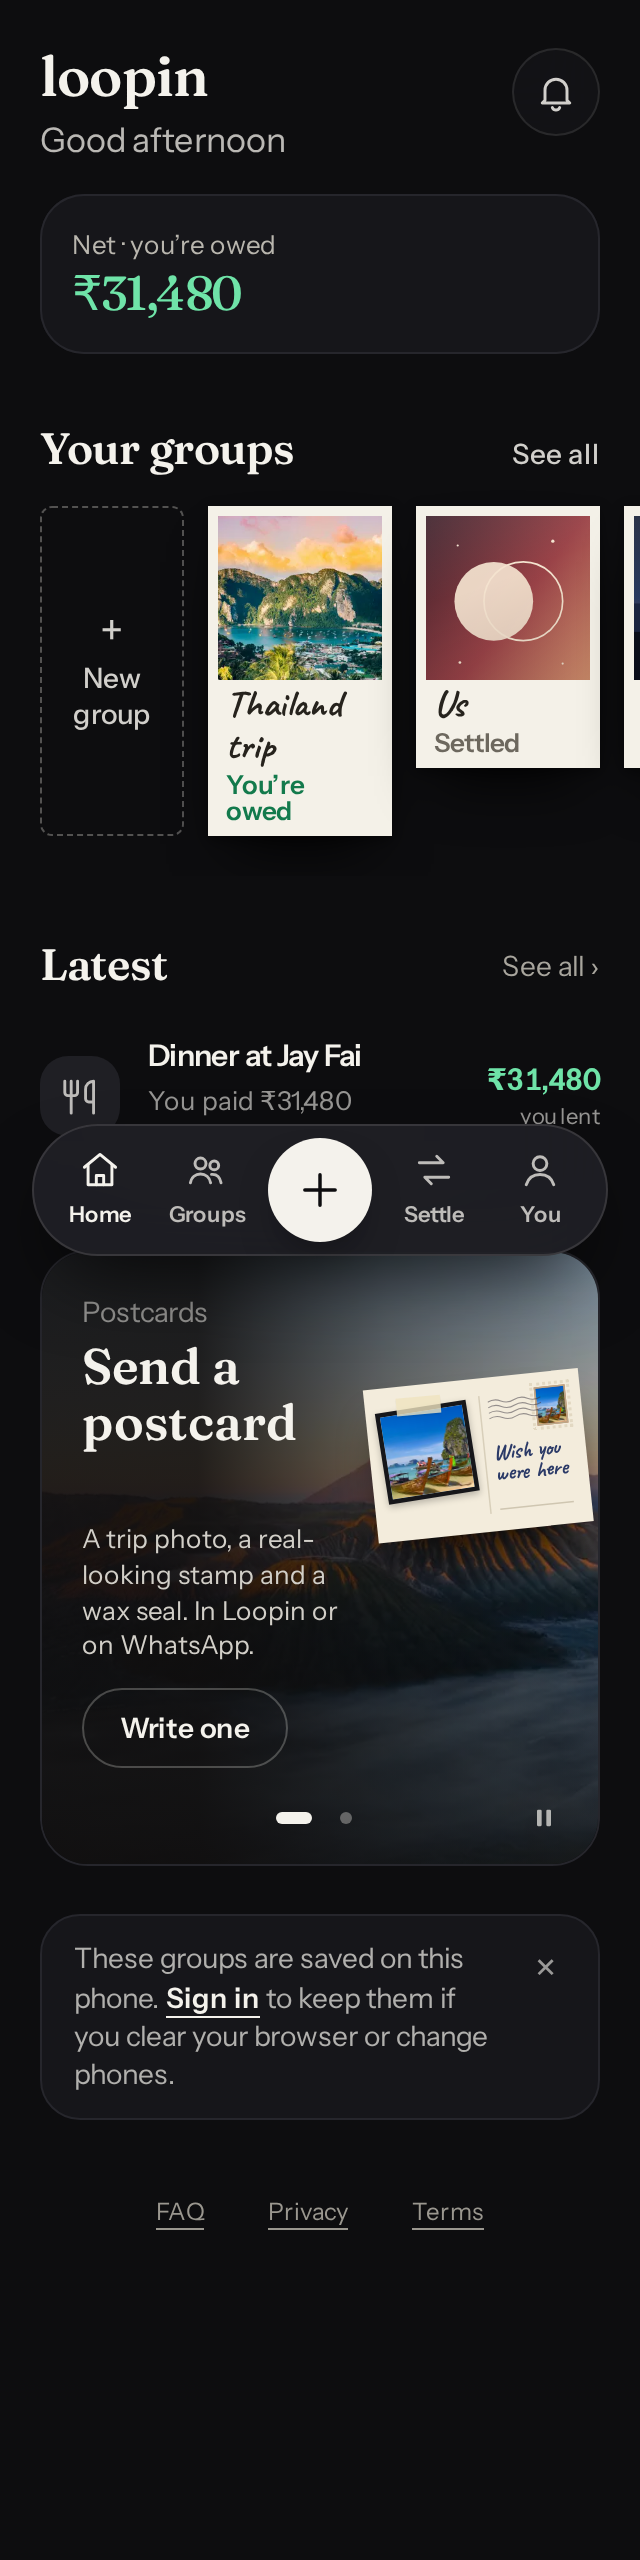 loopin
Good afternoon
Net · you’re owed
₹31,480
Your groups
See all
+
New
group
Thailand
trip
You’re
owed
Us
Settled
Latest
See all ›
Dinner at Jay Fai
You paid ₹31,480
₹31,480
you lent
Home
Groups
Settle
You
Postcards
Send a
postcard
Wish you
were here
A trip photo, a real-
looking stamp and a
wax seal. In Loopin or
on WhatsApp.
Write one
These groups are saved on this
phone. Sign in to keep them if
you clear your browser or change
phones.
FAQ
Privacy
Terms